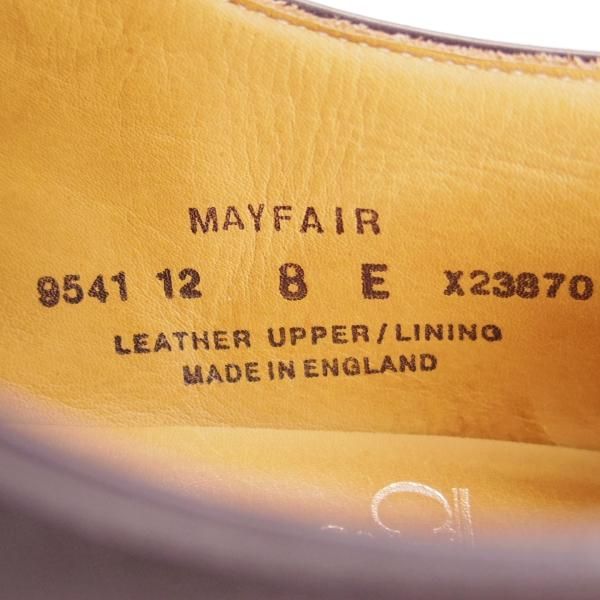 MAYFAIR
9541 12 8 E X23870
LEATHER UPPER/LINING
MADE IN ENGLAND